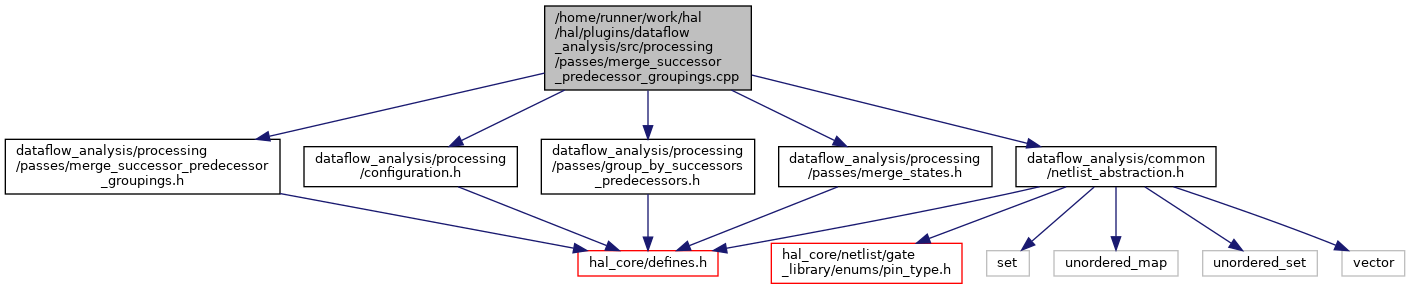 /home/runner/work/hal
/hal/plugins/dataflow
_analysis/src/processing
/passes/merge_successor
_predecessor_groupings.cpp
dataflow_analysis/processing
/passes/merge_successor_predecessor
_groupings.h
dataflow_analysis/processing
/configuration.h
dataflow_analysis/processing
/passes/group_by_successors
_predecessors.h
dataflow_analysis/processing
/passes/merge_states.h
dataflow_analysis/common
/netlist_abstraction.h
hal_core/defines.h
hal_core/netlist/gate
_library/enums/pin_type.h
set
unordered_map
unordered_set
vector